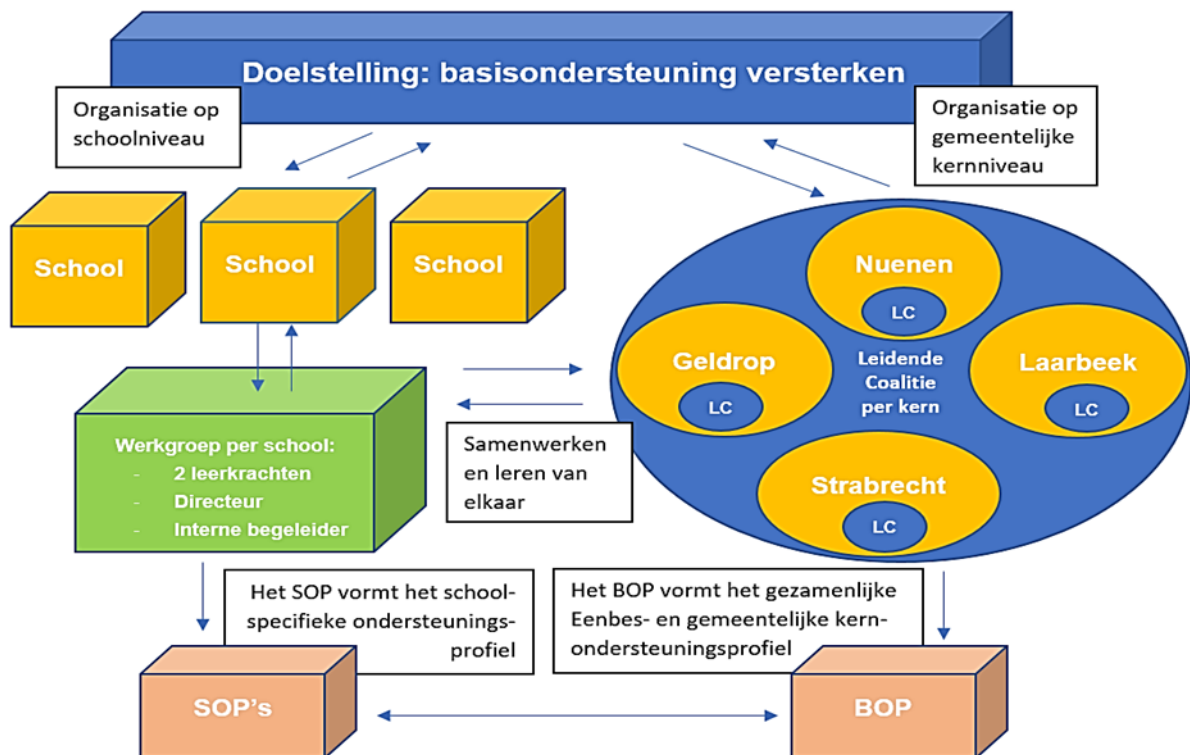 Doelstelling: basisondersteuning versterken
Organisatie op
schoolniveau
Organisatie op
gemeentelijke
kernniveau
School
School
School
Nuenen
LC
Geldrop
LC
Leidende
Coalitie
per kern
Laarbeek
LC
Strabrecht
LC
Werkgroep per school:
- 2 leerkrachten
- Directeur
- Interne begeleider
Samenwerken
en leren van
elkaar
Het SOP vormt het school-
specifieke ondersteunings-
profiel
Het BOP vormt het gezamenlijke
Eenbes- en gemeentelijke kern-
ondersteuningsprofiel
SOP's
BOP